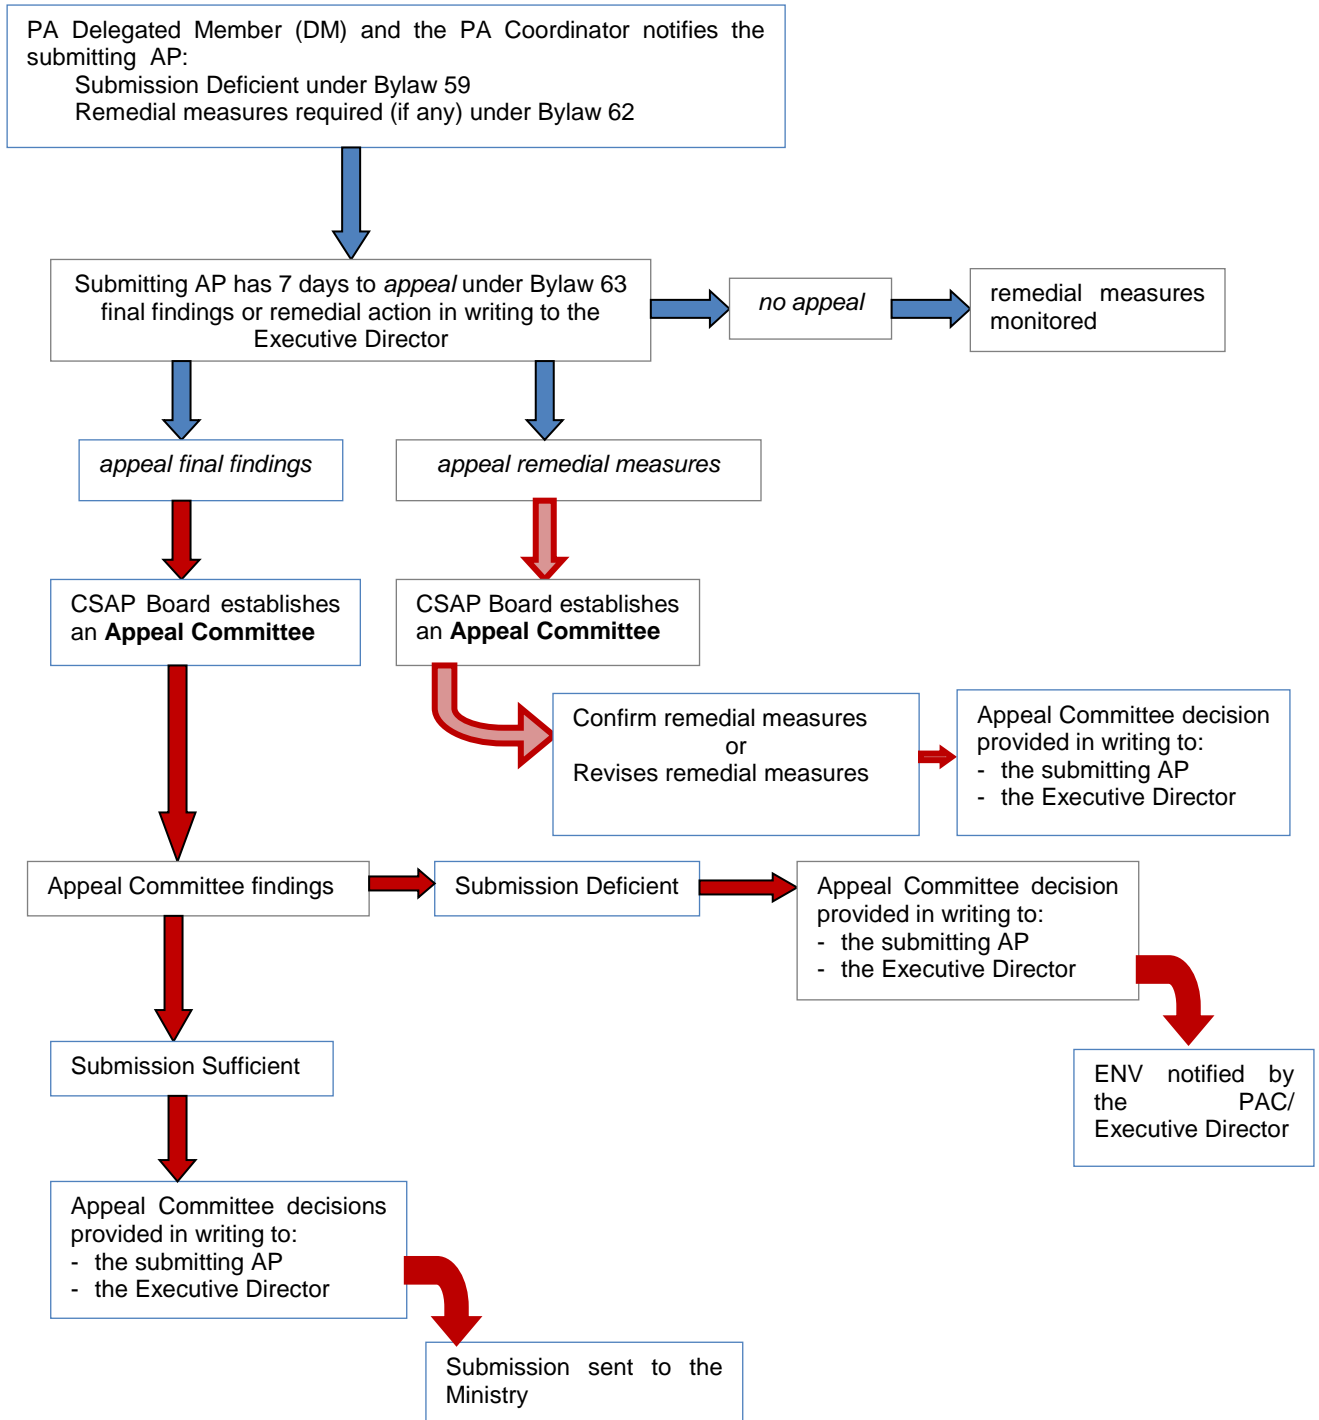 PA Delegated Member (DM) and the PA Coordinator notifies the
submitting AP:
Submission Deficient under Bylaw 59
Remedial measures required (if any) under Bylaw 62
Submitting AP has 7 days to appeal under Bylaw 63
final findings or remedial action in writing to the
Executive Director
no appeal
remedial measures
monitored
appeal final findings
appeal remedial measures
CSAP Board establishes
an Appeal Committee
CSAP Board establishes
an Appeal Committee
Confirm remedial measures
or
Revises remedial measures
Appeal Committee decision
provided in writing to:
- the submitting AP
- the Executive Director
Appeal Committee findings
Submission Deficient
Appeal Committee decision
provided in writing to:
- the submitting AP
- the Executive Director
ENV notified by
the PAC/
Executive Director
Submission Sufficient
Appeal Committee decisions
provided in writing to:
- the submitting AP
- the Executive Director
Submission sent to the
Ministry